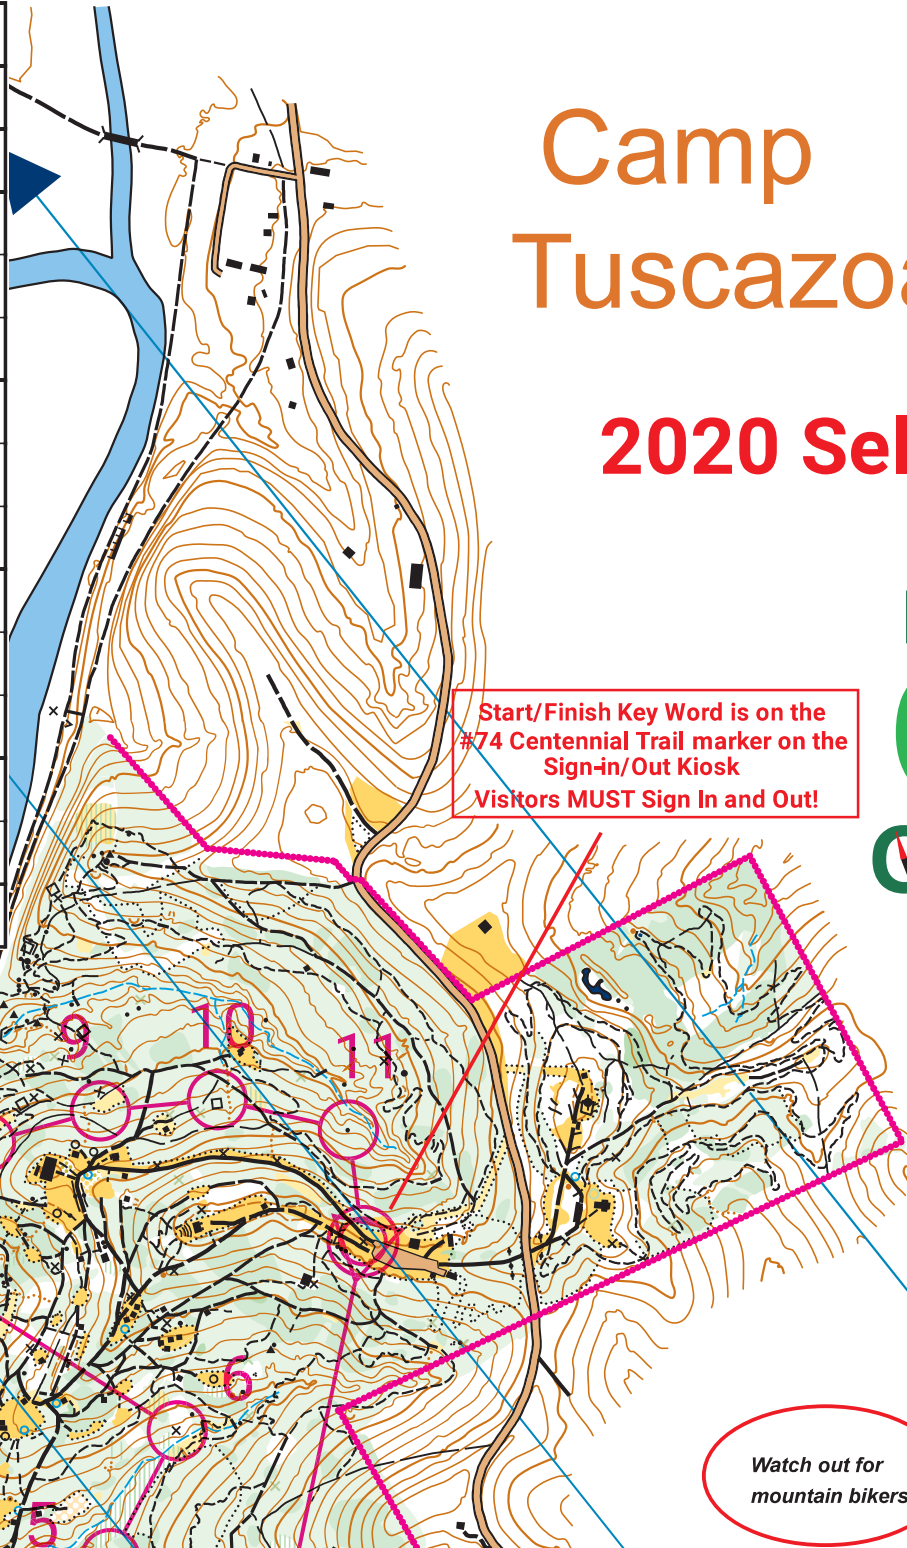 Camp
Tuscazoa
2020 Sel
Start/Finish Key Word is on the
#74 Centennial Trail marker on the
Sign-in/Out Kiosk
Visitors MUST Sign In and Out!
9
10
11
6
5
Watch out for
mountain bikers